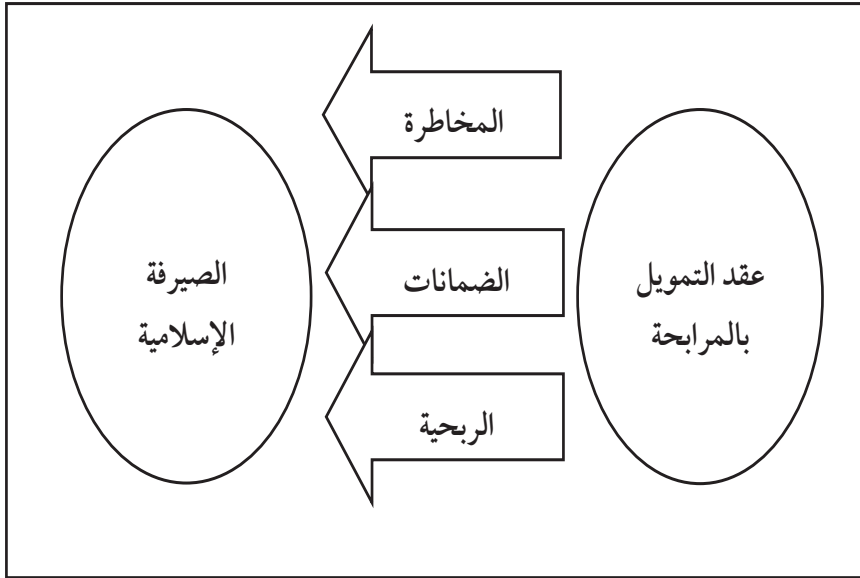 عقد التمويل
بالمرابحة
المخاطرة
الضمانات
الربحية
الصيرفة
الإسلامية